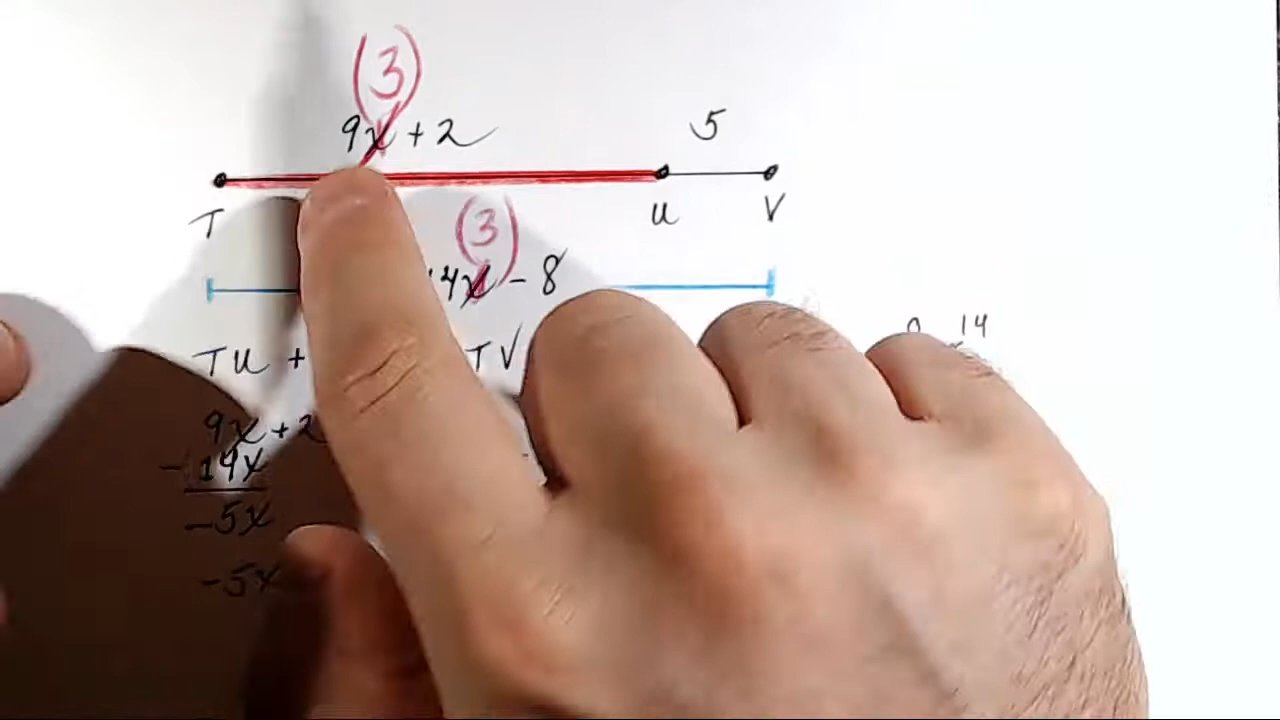 (3)
9x+2
5
T
u
V
(3)
4x - 8
TU +
TV
14
9x+2
-14x
-5x
-5x